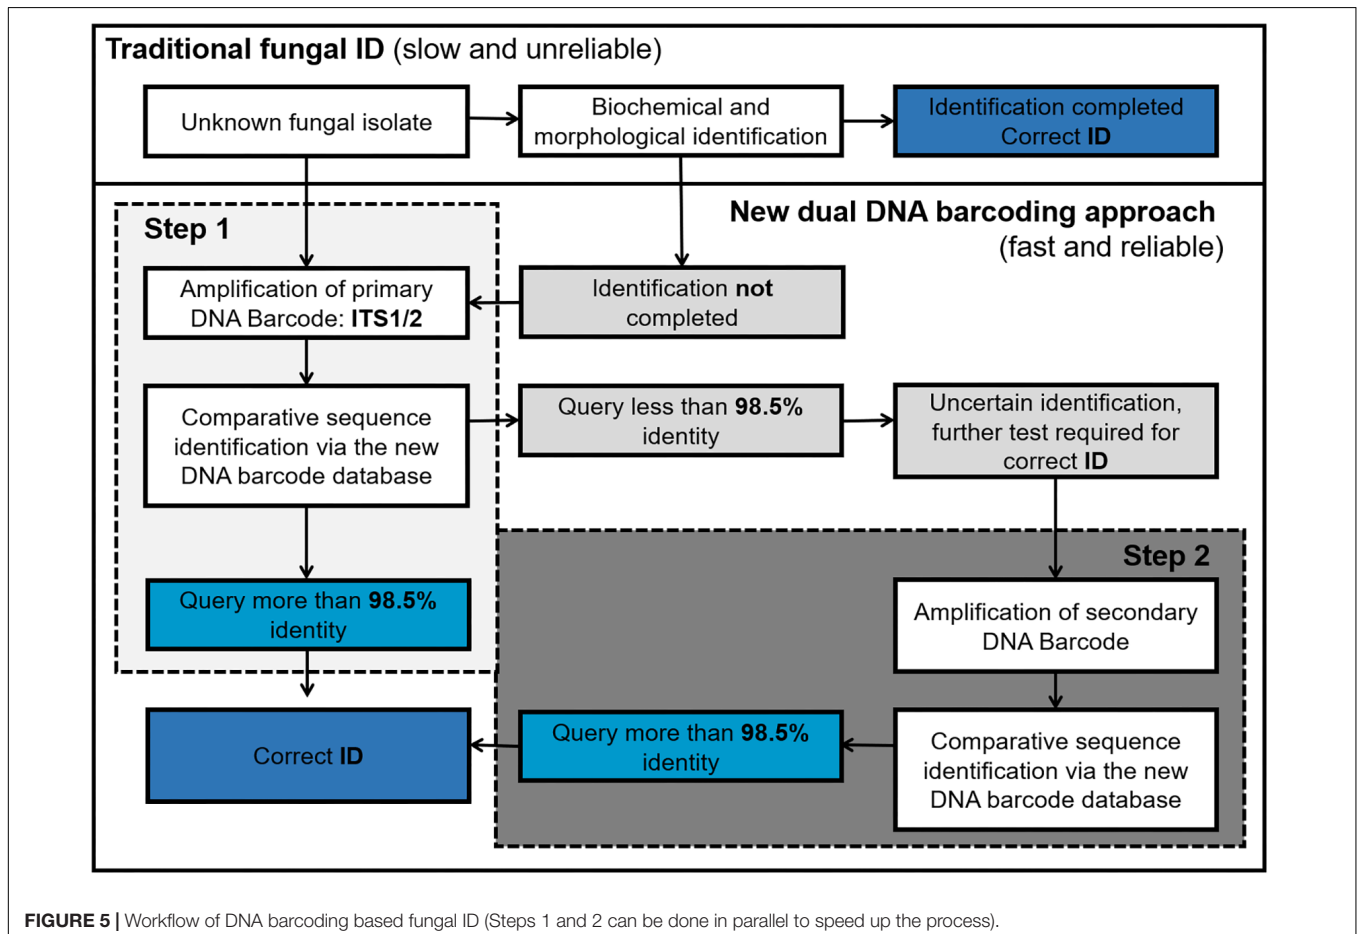 Traditional fungal ID (slow and unreliable)
Unknown fungal isolate
Biochemical and
morphological identification
Identification completed
Correct ID
New dual DNA barcoding approach
(fast and reliable)
Step 1
Amplification of primary
DNA Barcode: ITS1/2
Identification not
completed
Comparative sequence
identification via the new
DNA barcode database
Query less than 98.5%
identity
Uncertain identification,
further test required for
correct ID
Step 2
Query more than 98.5%
identity
Amplification of secondary
DNA Barcode
Correct ID
Query more than 98.5%
identity
Comparative sequence
identification via the new
DNA barcode database
FIGURE 5 | Workflow of DNA barcoding based fungal ID (Steps 1 and 2 can be done in parallel to speed up the process).